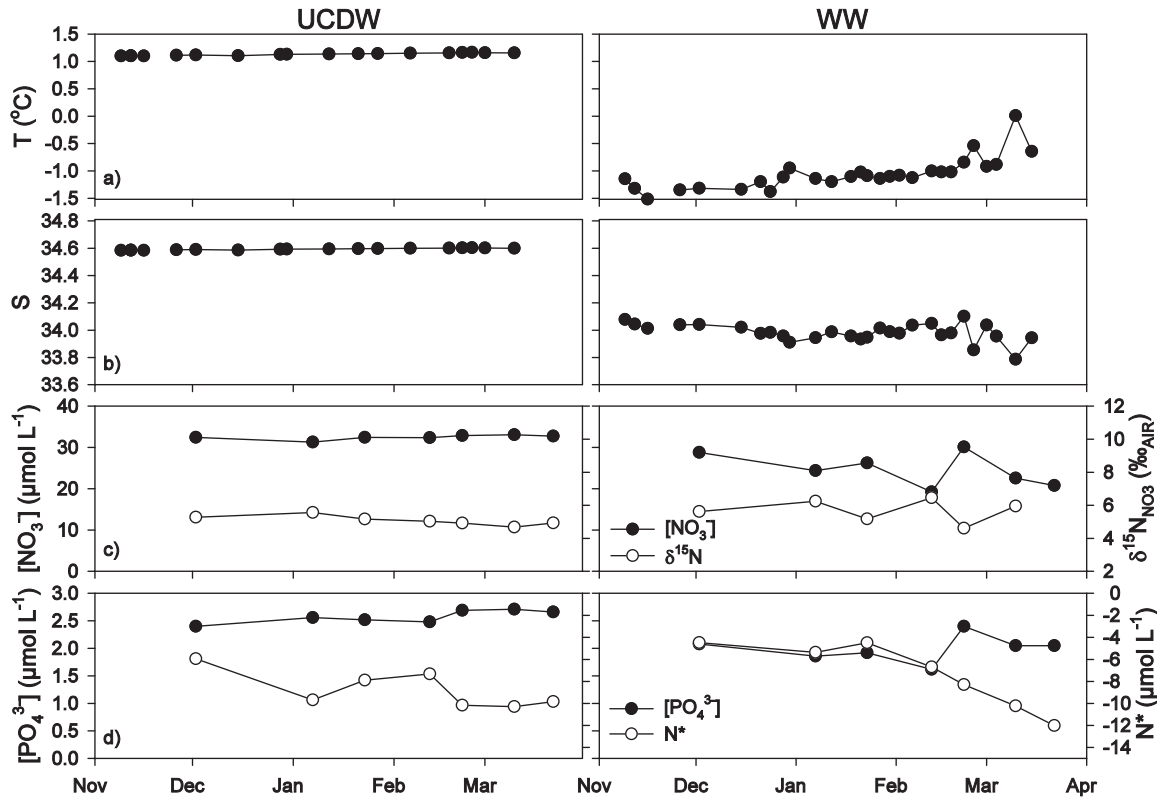 UCDW WW
T (ºC)
1.5
1.0
0.5
0.0
-0.5
-1.0
-1.5
a)
S
34.8
34.6
34.4
34.2
34.0
33.8
33.6
b)
[NO₃⁻] (µmol L⁻¹)
40
30
20
10
0
c)
[NO₃⁻]
δ¹⁵N
12
10
8
6
4
2
δ¹⁵N_NO3 (‰_AIR)
[PO₄³⁻] (µmol L⁻¹)
3.0
2.5
2.0
1.5
1.0
0.5
0.0
d)
[PO₄³⁻]
N*
0
-2
-4
-6
-8
-10
-12
-14
N* (µmol L⁻¹)
Nov Dec Jan Feb Mar Nov Dec Jan Feb Mar Apr